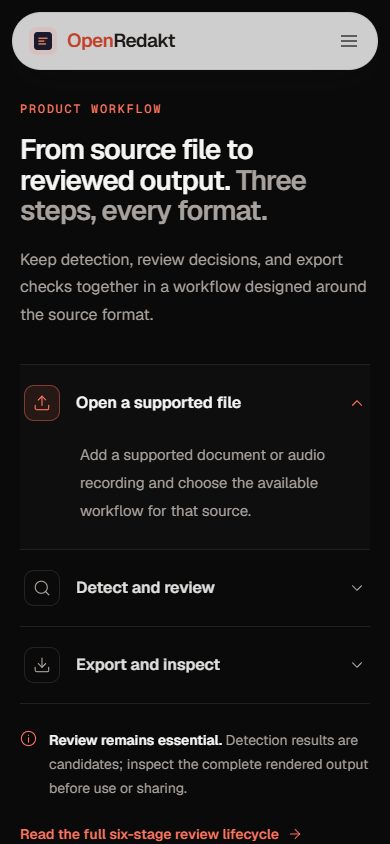 OpenRedakt
PRODUCT WORKFLOW
From source file to
reviewed output. Three
steps, every format.
Keep detection, review decisions, and export
checks together in a workflow designed around
the source format.
Open a supported file
Add a supported document or audio
recording and choose the available
workflow for that source.
Detect and review
Export and inspect
Review remains essential. Detection results are
candidates; inspect the complete rendered output
before use or sharing.
Read the full six-stage review lifecycle →